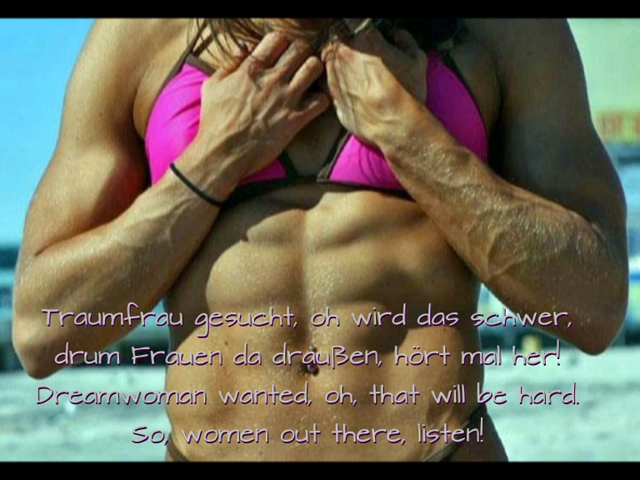 Traumfrau gesucht, oh wird das schwer,
drum Frauen da draußen, hört mal her!
Dreamwoman wanted, oh, that will be hard.
So, women out there, listen!